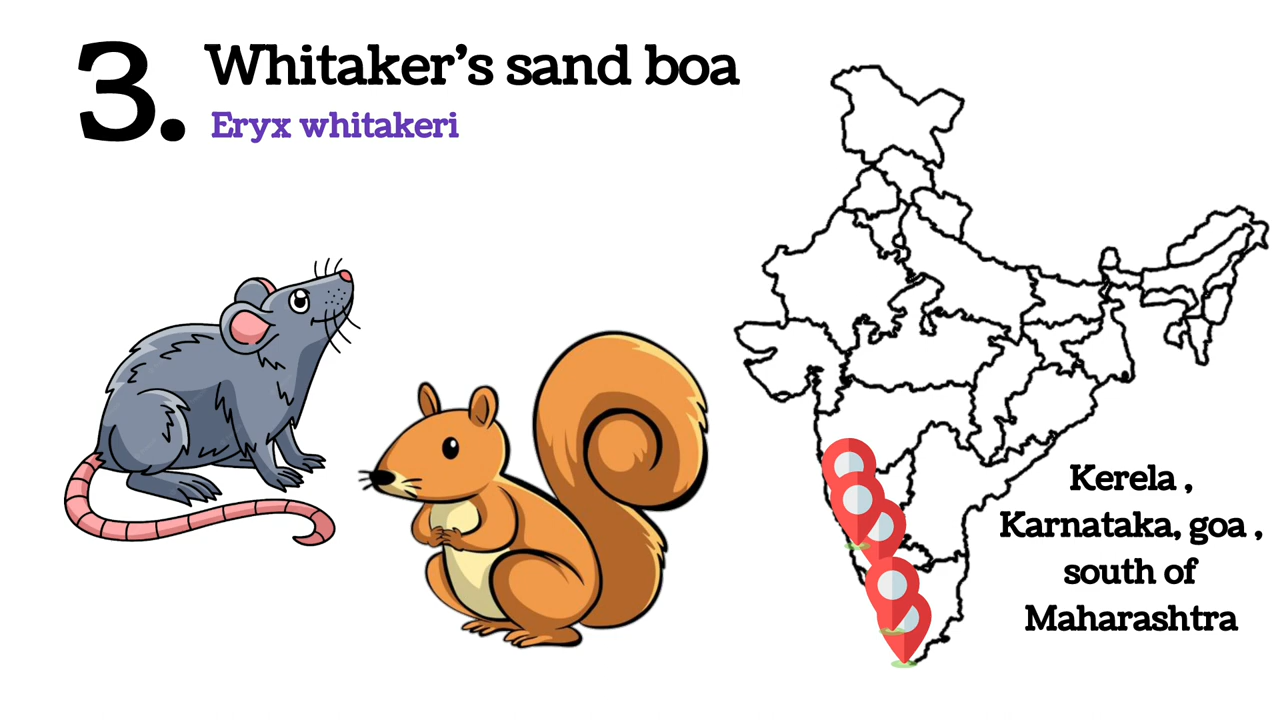 3.
Whitaker's sand boa
Eryx whitakeri
Kerela ,
Karnataka, goa ,
south of
Maharashtra